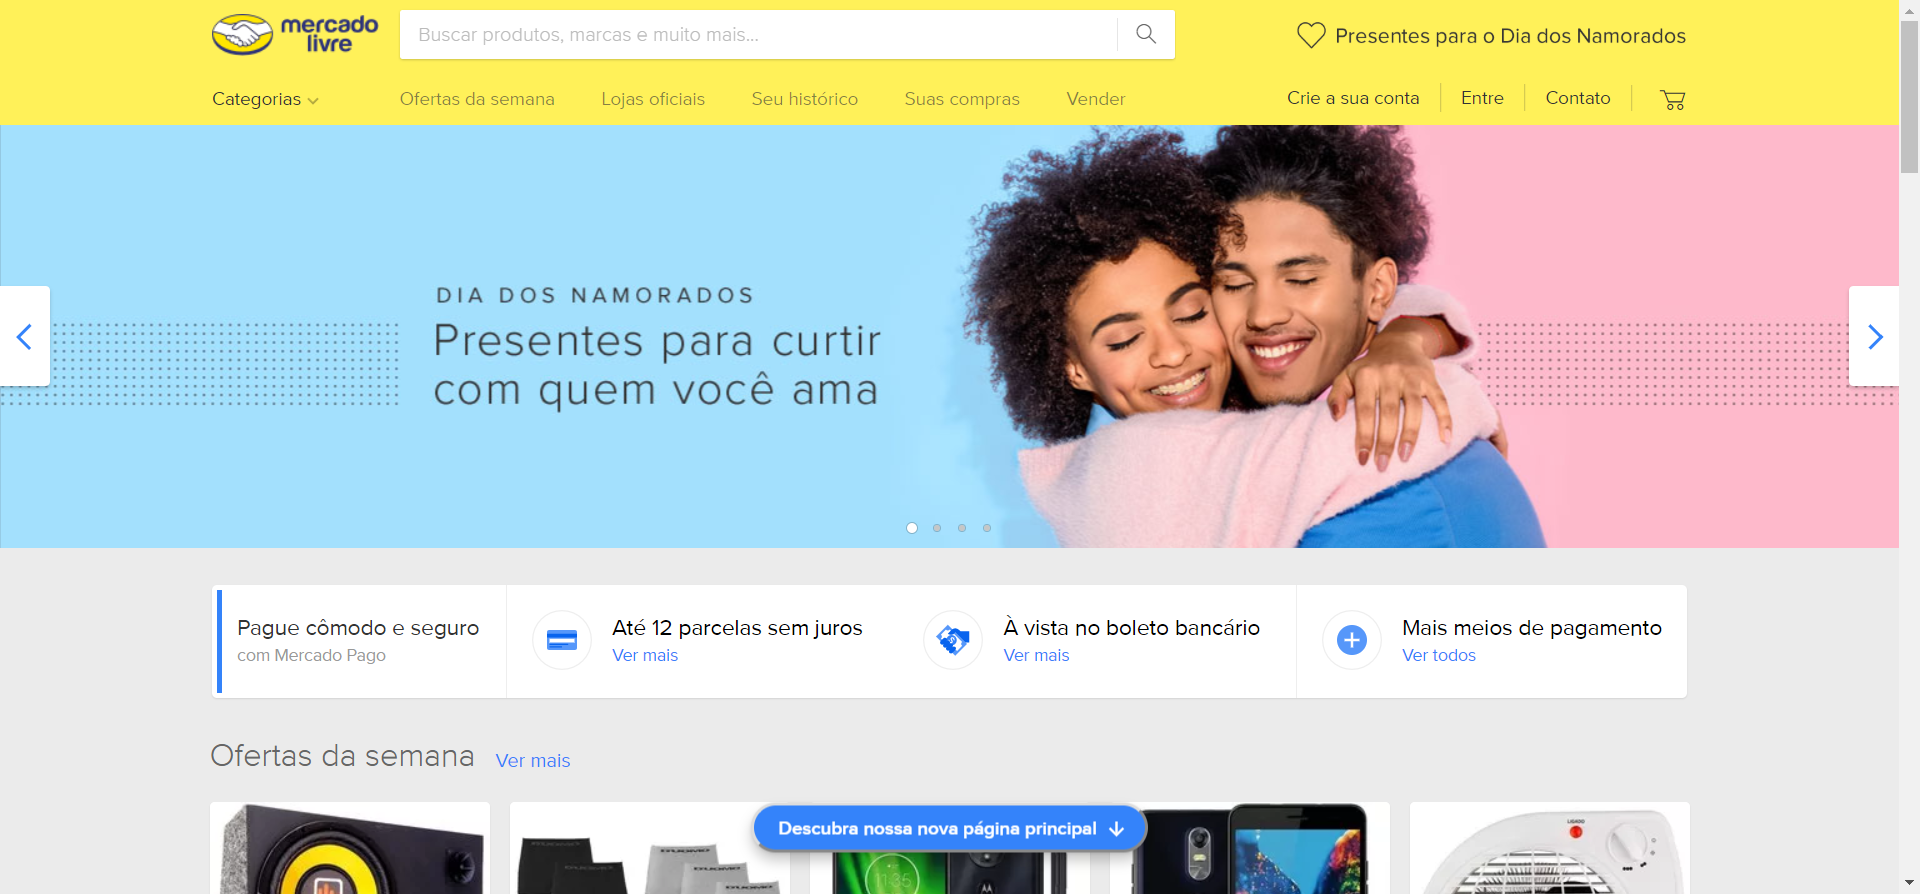 mercado
livre
Buscar produtos, marcas e muito mais...
Presentes para o Dia dos Namorados
Categorias
Ofertas da semana
Lojas oficiais
Seu histórico
Suas compras
Vender
Crie a sua conta
Entre
Contato
DIA DOS NAMORADOS
Presentes para curtir
com quem você ama
Pague cômodo e seguro
com Mercado Pago
Até 12 parcelas sem juros
Ver mais
À vista no boleto bancário
Ver mais
Mais meios de pagamento
Ver todos
Ofertas da semana
Ver mais
Descubra nossa nova página principal
LIGADO
11:35